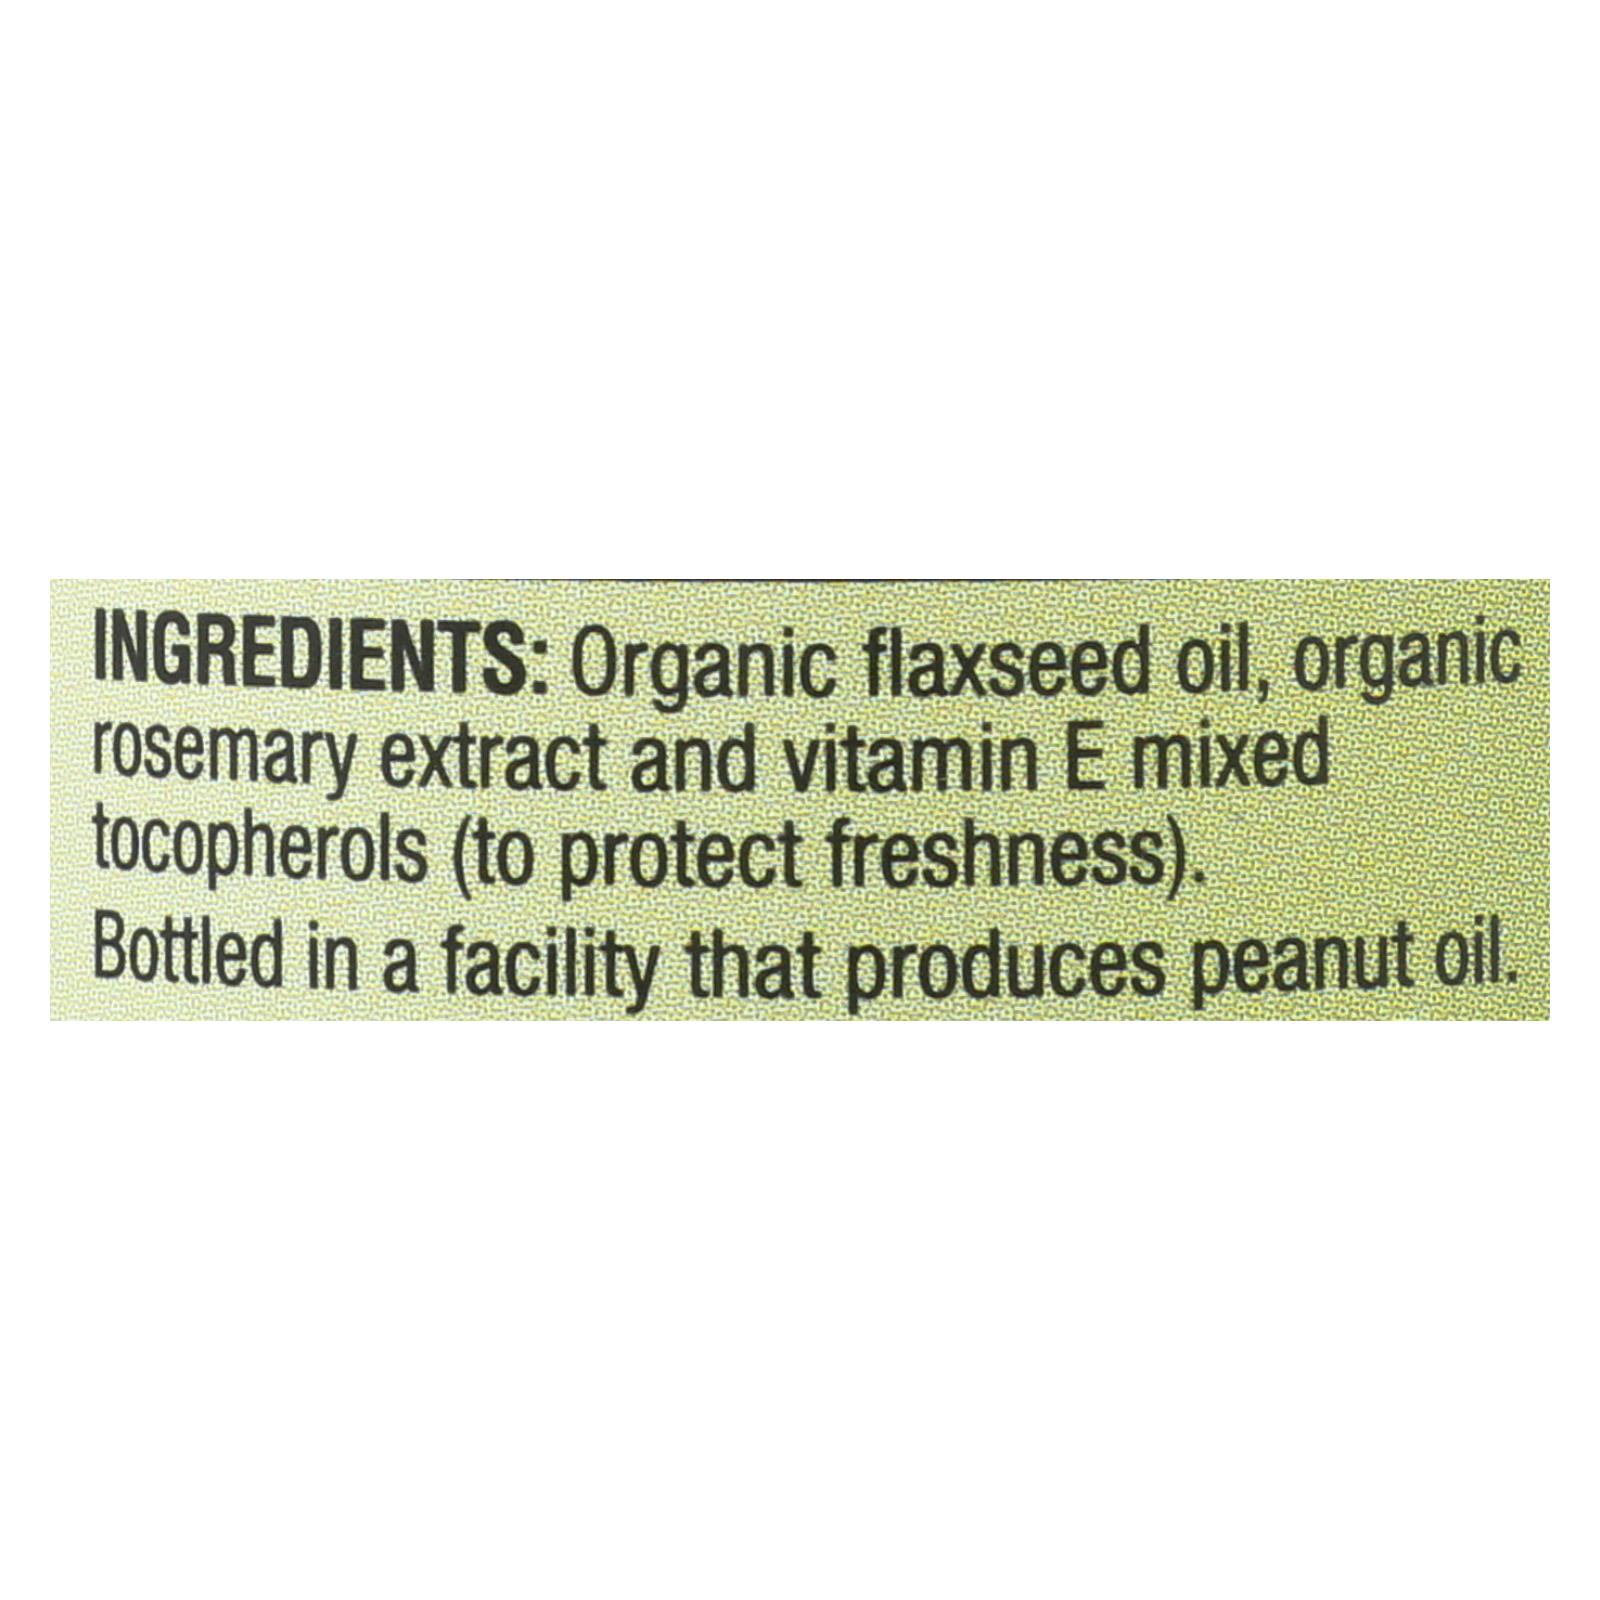 INGREDIENTS: Organic flaxseed oil, organic
rosemary extract and vitamin E mixed
tocopherols (to protect freshness).
Bottled in a facility that produces peanut oil.